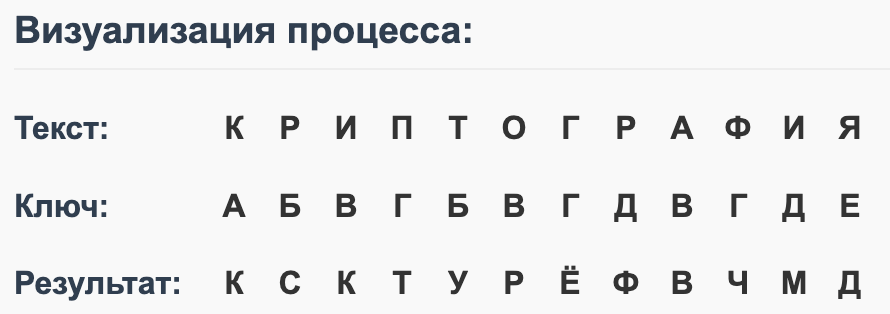 Визуализация процесса:
Текст: К Р И П Т О Г Р А Ф И Я
Ключ: А Б В Г Б В Г Д В Г Д Е
Результат: К С К Т У Р Ё Ф В Ч М Д